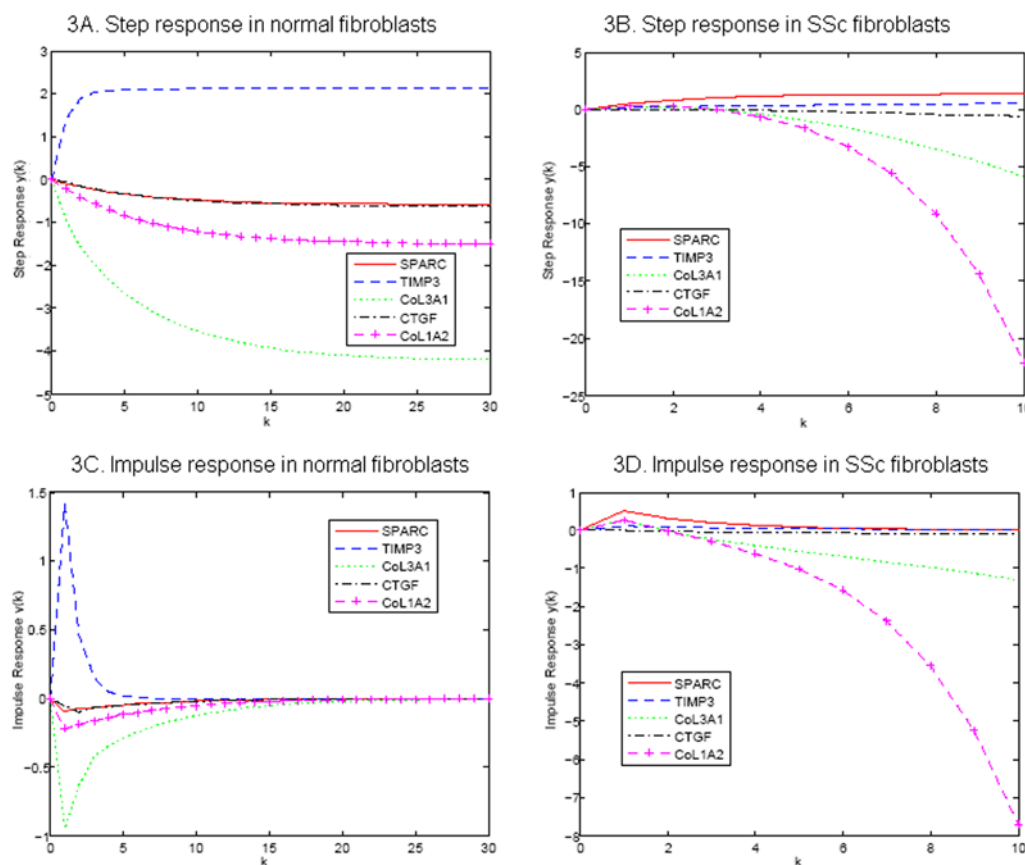 3A. Step response in normal fibroblasts
3
2
1
0
-1
-2
-3
-4
-5
Step Response y(k)
0 5 10 15 20 25 30
k
SPARC
TIMP3
CoL3A1
CTGF
CoL1A2
3B. Step response in SSc fibroblasts
5
0
-5
-10
-15
-20
-25
Step Response y(k)
0 2 4 6 8 10
k
SPARC
TIMP3
CoL3A1
CTGF
CoL1A2
3C. Impulse response in normal fibroblasts
1.5
1
0.5
0
-0.5
-1
Impulse Response y(k)
0 5 10 15 20 25 30
k
SPARC
TIMP3
CoL3A1
CTGF
CoL1A2
3D. Impulse response in SSc fibroblasts
1
0
-1
-2
-3
-4
-5
-6
-7
-8
Impulse Response y(k)
0 2 4 6 8 10
k
SPARC
TIMP3
CoL3A1
CTGF
CoL1A2